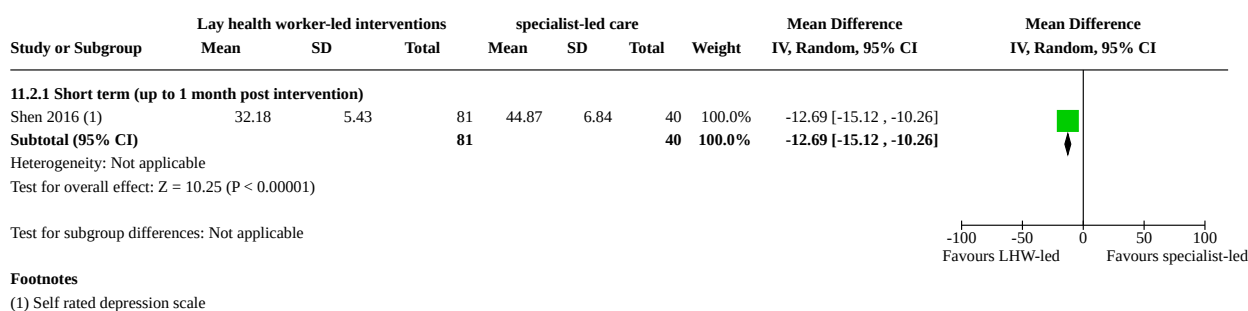 Lay health worker-led interventions specialist-led care Mean Difference Mean Difference
Study or Subgroup Mean SD Total Mean SD Total Weight IV, Random, 95% CI IV, Random, 95% CI
11.2.1 Short term (up to 1 month post intervention)
Shen 2016 (1) 32.18 5.43 81 44.87 6.84 40 100.0% -12.69 [-15.12 , -10.26]
Subtotal (95% CI) 81 40 100.0% -12.69 [-15.12 , -10.26]
Heterogeneity: Not applicable
Test for overall effect: Z = 10.25 (P < 0.00001)
Test for subgroup differences: Not applicable
-100 -50 0 50 100
Favours LHW-led Favours specialist-led
Footnotes
(1) Self rated depression scale